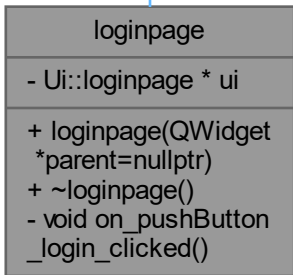 loginpage
- Ui::loginpage * ui
+ loginpage(QWidget
*parent=nullptr)
+ ~loginpage()
- void on_pushButton
_login_clicked()